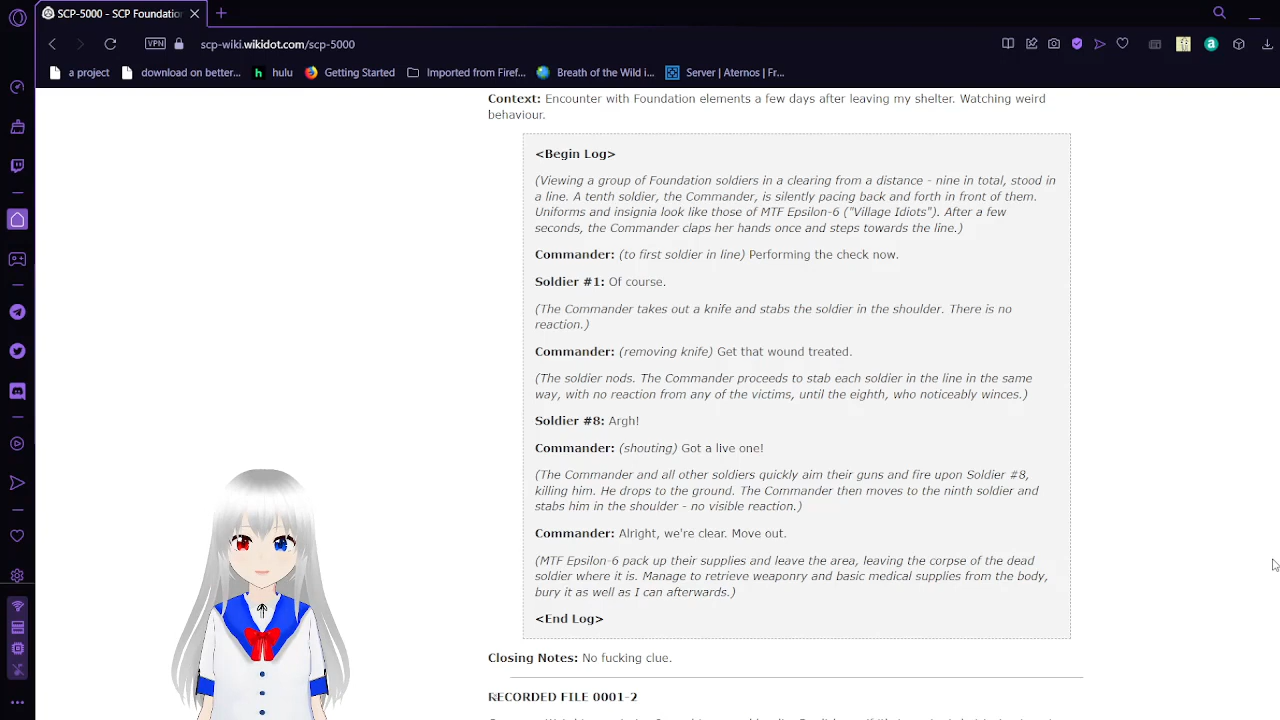 SCP-5000 - SCP Foundation
VPN
scp-wiki.wikidot.com/scp-5000
a project
download on better...
hulu
Getting Started
Imported from Firef...
Breath of the Wild i...
Server | Aternos | Fr...
Context: Encounter with Foundation elements a few days after leaving my shelter. Watching weird
behaviour.
<Begin Log>
(Viewing a group of Foundation soldiers in a clearing from a distance - nine in total, stood in
a line. A tenth soldier, the Commander, is silently pacing back and forth in front of them.
Uniforms and insignia look like those of MTF Epsilon-6 ("Village Idiots"). After a few
seconds, the Commander claps her hands once and steps towards the line.)
Commander: (to first soldier in line) Performing the check now.
Soldier #1: Of course.
(The Commander takes out a knife and stabs the soldier in the shoulder. There is no
reaction.)
Commander: (removing knife) Get that wound treated.
(The soldier nods. The Commander proceeds to stab each soldier in the line in the same
way, with no reaction from any of the victims, until the eighth, who noticeably winces.)
Soldier #8: Argh!
Commander: (shouting) Got a live one!
(The Commander and all other soldiers quickly aim their guns and fire upon Soldier #8,
killing him. He drops to the ground. The Commander then moves to the ninth soldier and
stabs him in the shoulder - no visible reaction.)
Commander: Alright, we're clear. Move out.
(MTF Epsilon-6 pack up their supplies and leave the area, leaving the corpse of the dead
soldier where it is. Manage to retrieve weaponry and basic medical supplies from the body,
bury it as well as I can afterwards.)
<End Log>
Closing Notes: No fucking clue.
RECORDED FILE 0001-2